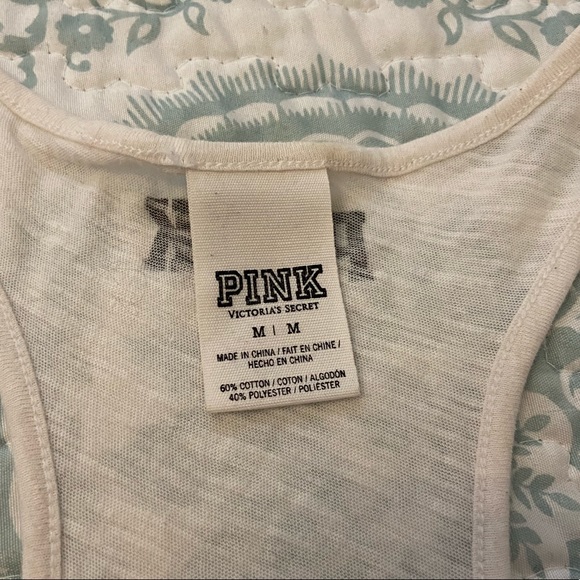 PINK
VICTORIA'S SECRET
M | M
MADE IN CHINA / FAIT EN CHINE /
HECHO EN CHINA
60% COTTON / COTON / ALGODÓN
40% POLYESTER / POLIÉSTER